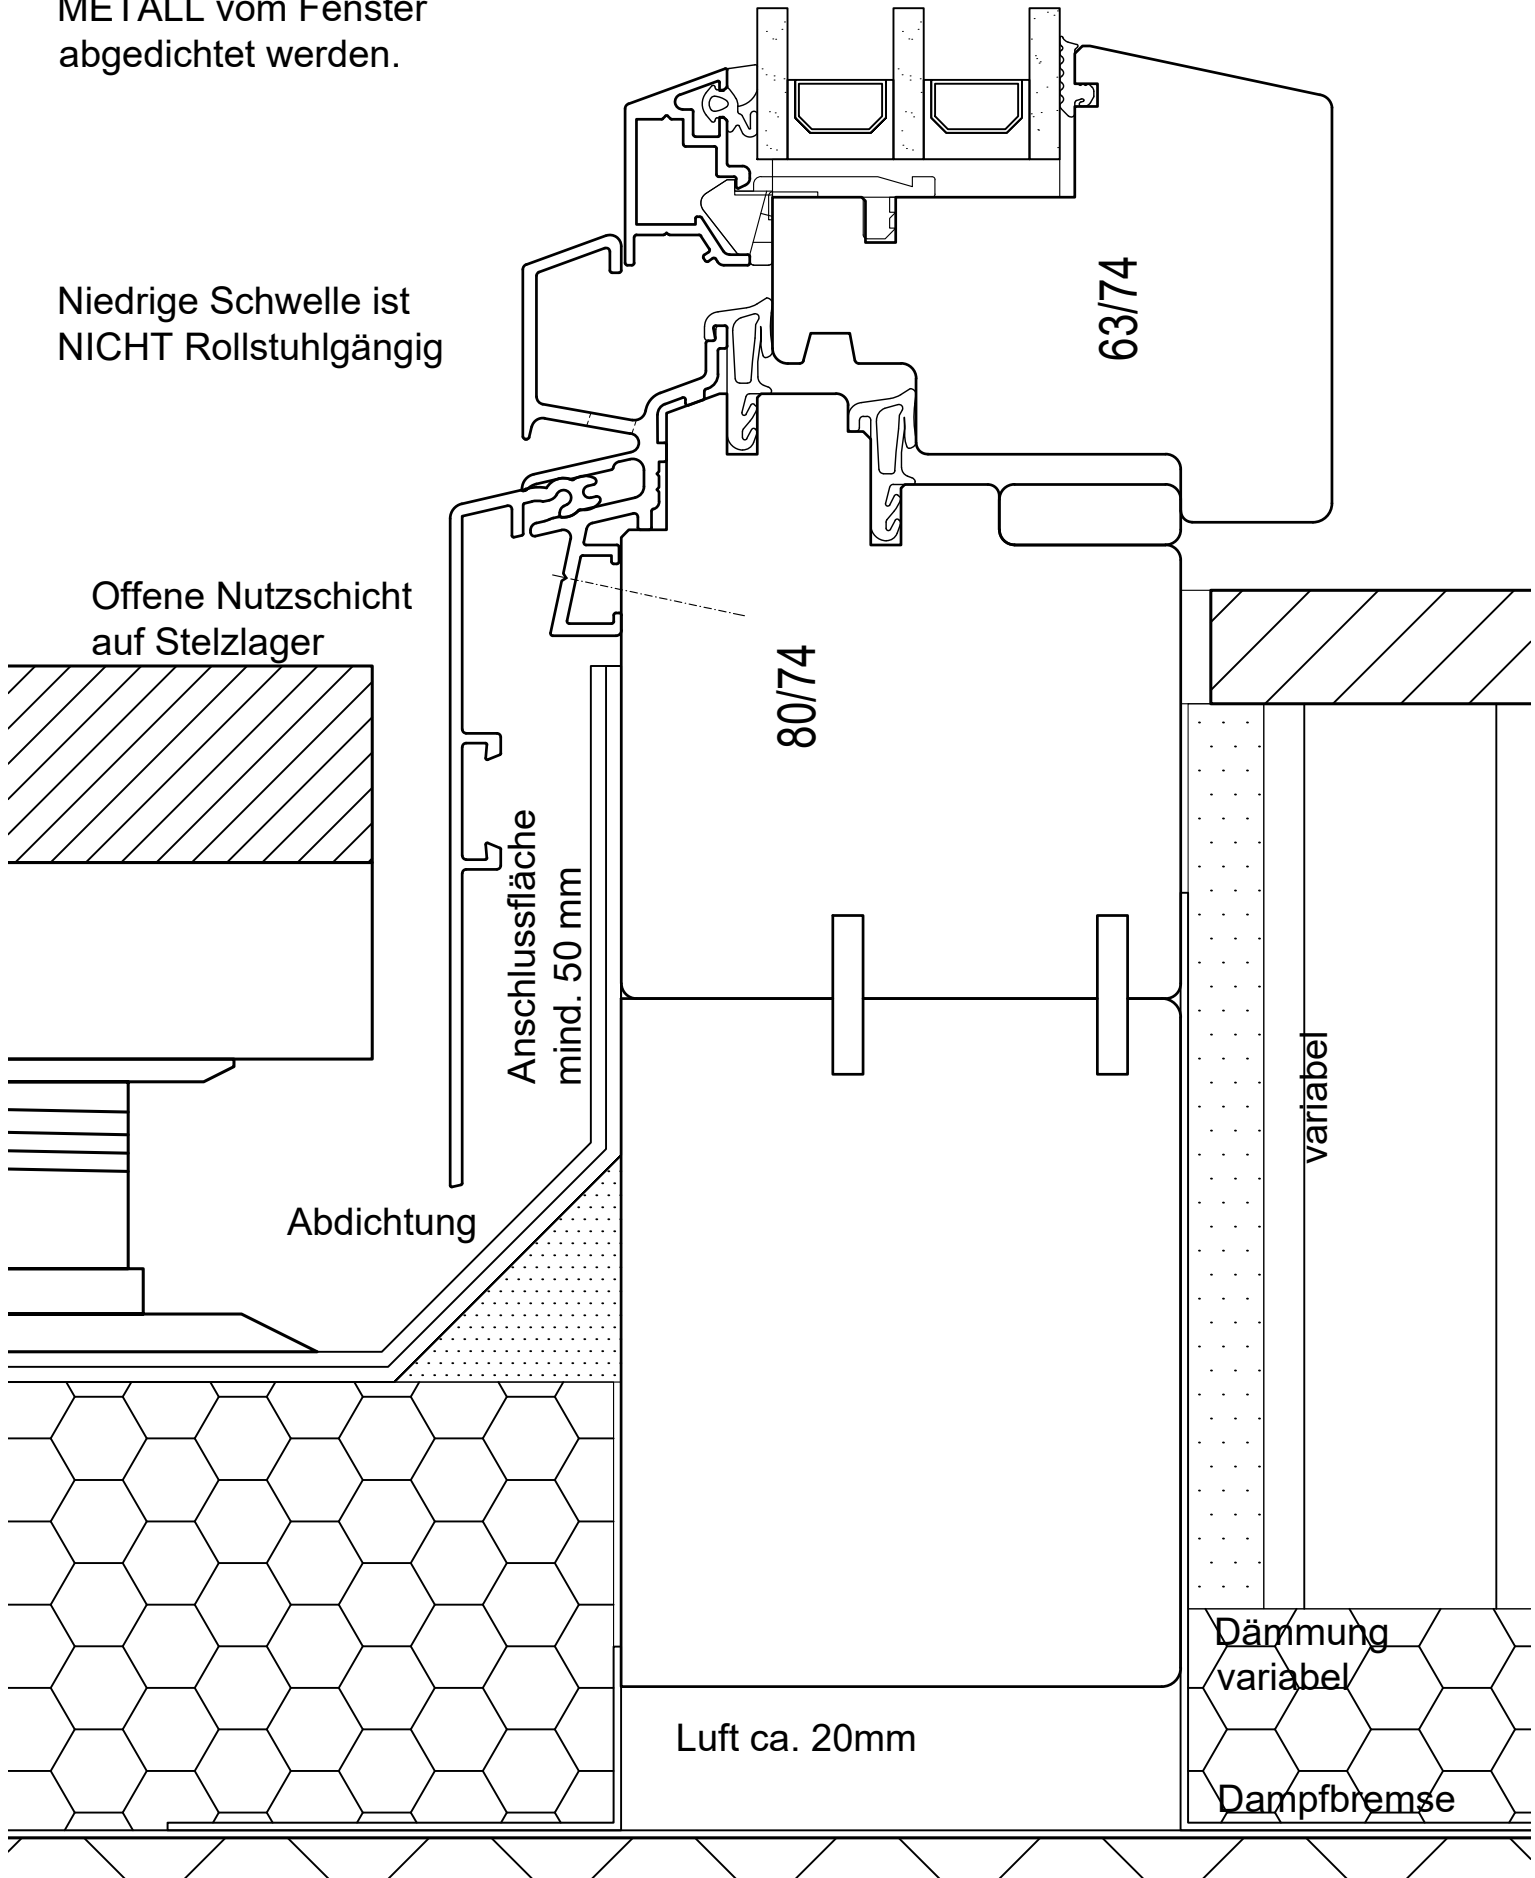 METALL vom Fenster
abgedichtet werden.
Niedrige Schwelle ist
NICHT Rollstuhlgängig
63/74
Offene Nutzschicht
auf Stelzlager
80/74
Anschlussfläche
mind. 50 mm
variabel
Abdichtung
Dämmung
variabel
Luft ca. 20mm
Dampfbremse